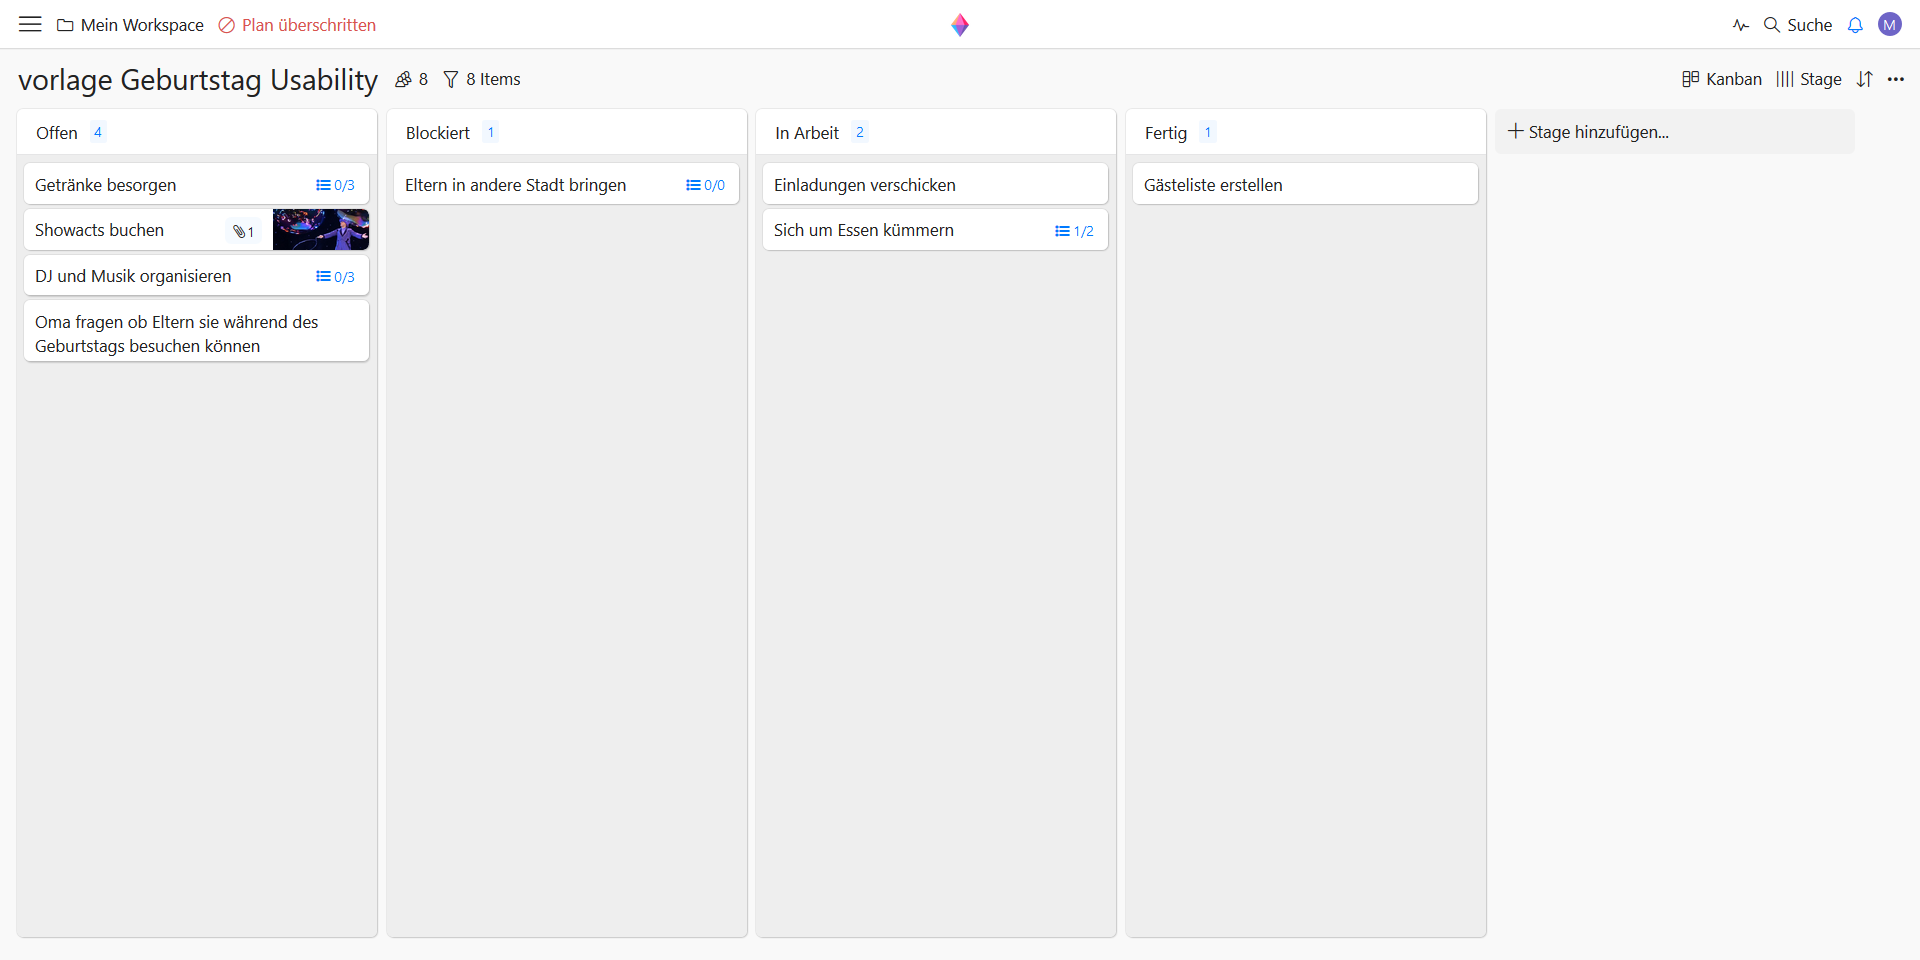 Mein Workspace Plan überschritten Suche M
vorlage Geburtstag Usability 8 8 Items Kanban Stage
Offen 4
Getränke besorgen 0/3
Showacts buchen 1
DJ und Musik organisieren 0/3
Oma fragen ob Eltern sie während des
Geburtstags besuchen können
Blockiert 1
Eltern in andere Stadt bringen 0/0
In Arbeit 2
Einladungen verschicken
Sich um Essen kümmern 1/2
Fertig 1
Gästeliste erstellen
Stage hinzufügen...